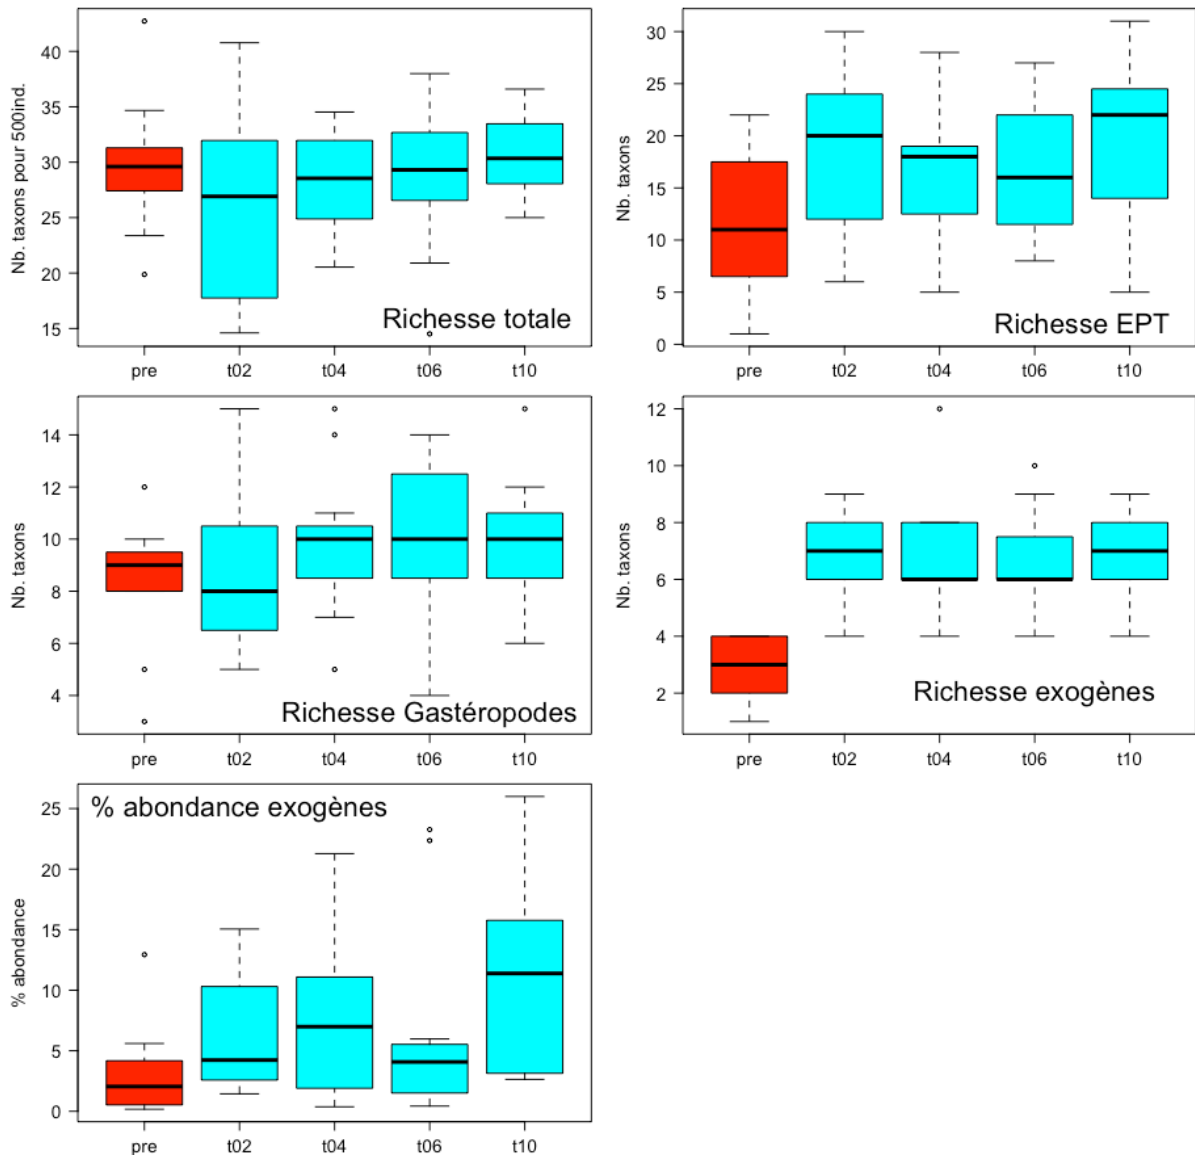 Nb. taxons pour 500ind.
40
35
30
25
20
15
Richesse totale
pre t02 t04 t06 t10
Nb. taxons
30
25
20
15
10
5
0
Richesse EPT
pre t02 t04 t06 t10
Nb. taxons
14
12
10
8
6
4
Richesse Gastéropodes
pre t02 t04 t06 t10
Nb. taxons
12
10
8
6
4
2
Richesse exogènes
pre t02 t04 t06 t10
% abondance exogènes
% abondance
25
20
15
10
5
0
pre t02 t04 t06 t10